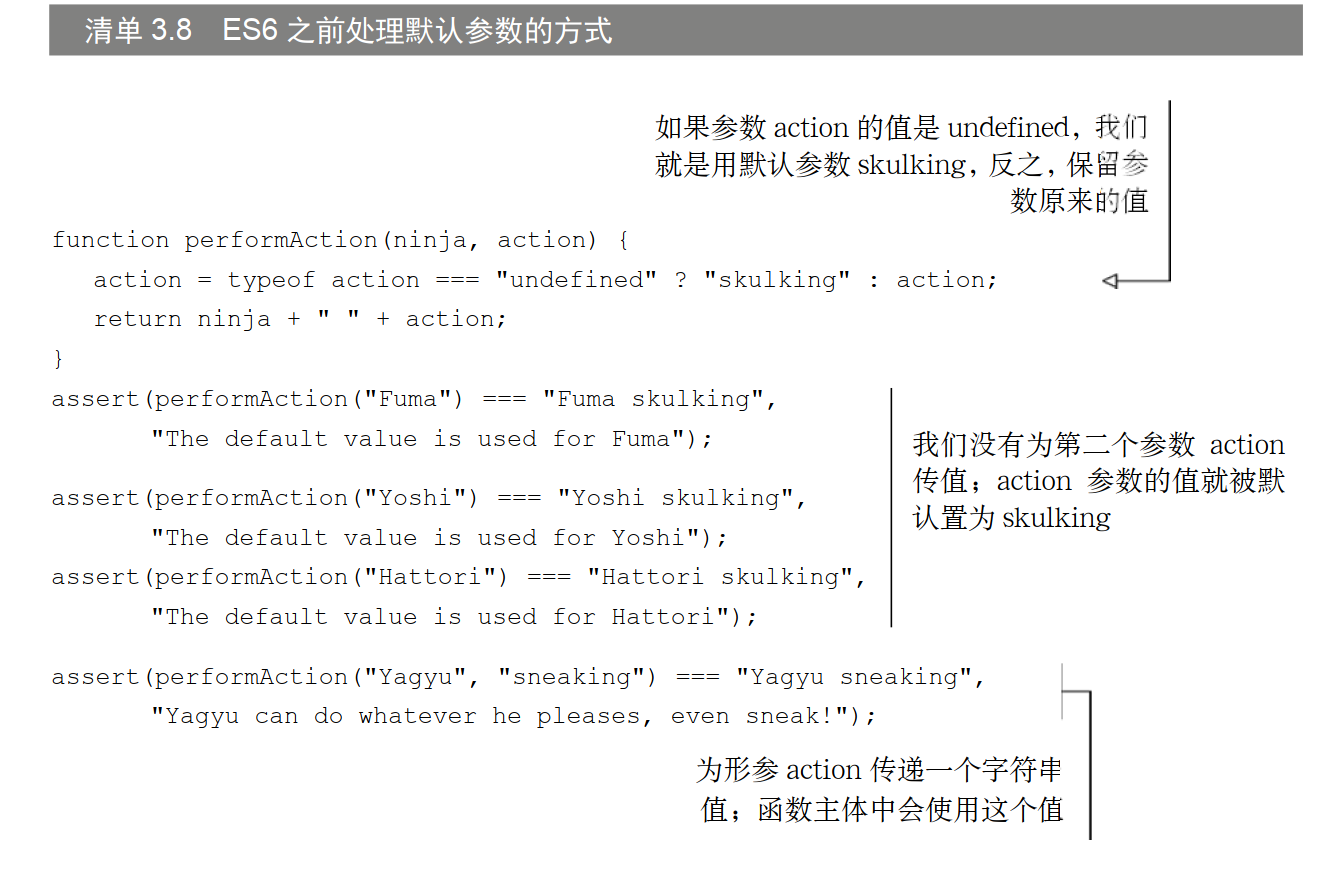 清单 3.8 ES6 之前处理默认参数的方式
如果参数 action 的值是 undefined，我们
就是用默认参数 skulking，反之，保留参
数原来的值
function performAction(ninja, action) {
action = typeof action === "undefined" ? "skulking" : action;
return ninja + " " + action;
}
assert(performAction("Fuma") === "Fuma skulking",
"The default value is used for Fuma");
assert(performAction("Yoshi") === "Yoshi skulking",
"The default value is used for Yoshi");
assert(performAction("Hattori") === "Hattori skulking",
"The default value is used for Hattori");
我们没有为第二个参数 action
传值；action 参数的值就被默
认置为 skulking
assert(performAction("Yagyu", "sneaking") === "Yagyu sneaking",
"Yagyu can do whatever he pleases, even sneak!");
为形参 action 传递一个字符串
值；函数主体中会使用这个值